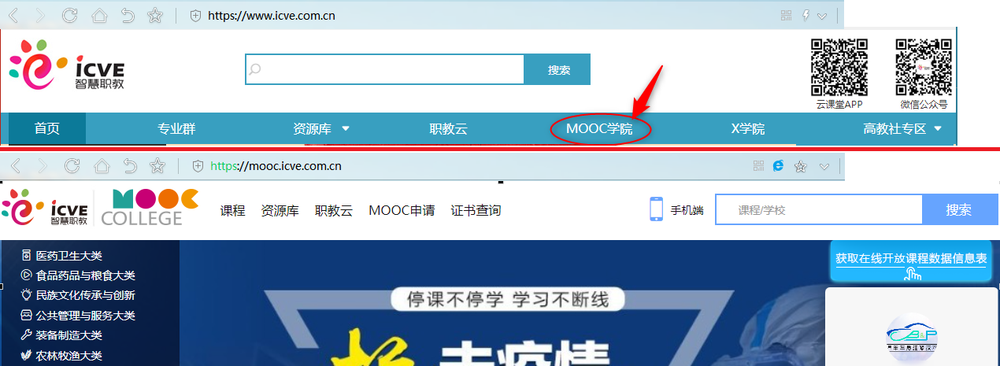 https://www.icve.com.cn
icve
智慧职教
搜索
云课堂APP
微信公众号
首页
专业群
资源库
职教云
MOOC学院
X学院
高教社专区
https://mooc.icve.com.cn
icve
智慧职教
MOOC
COLLEGE
课程
资源库
职教云
MOOC申请
证书查询
手机端
课程/学校
搜索
医药卫生大类
食品药品与粮食大类
民族文化传承与创新
公共管理与服务大类
装备制造大类
农林牧渔大类
停课不停学 学习不断线
获取在线开放课程数据信息表